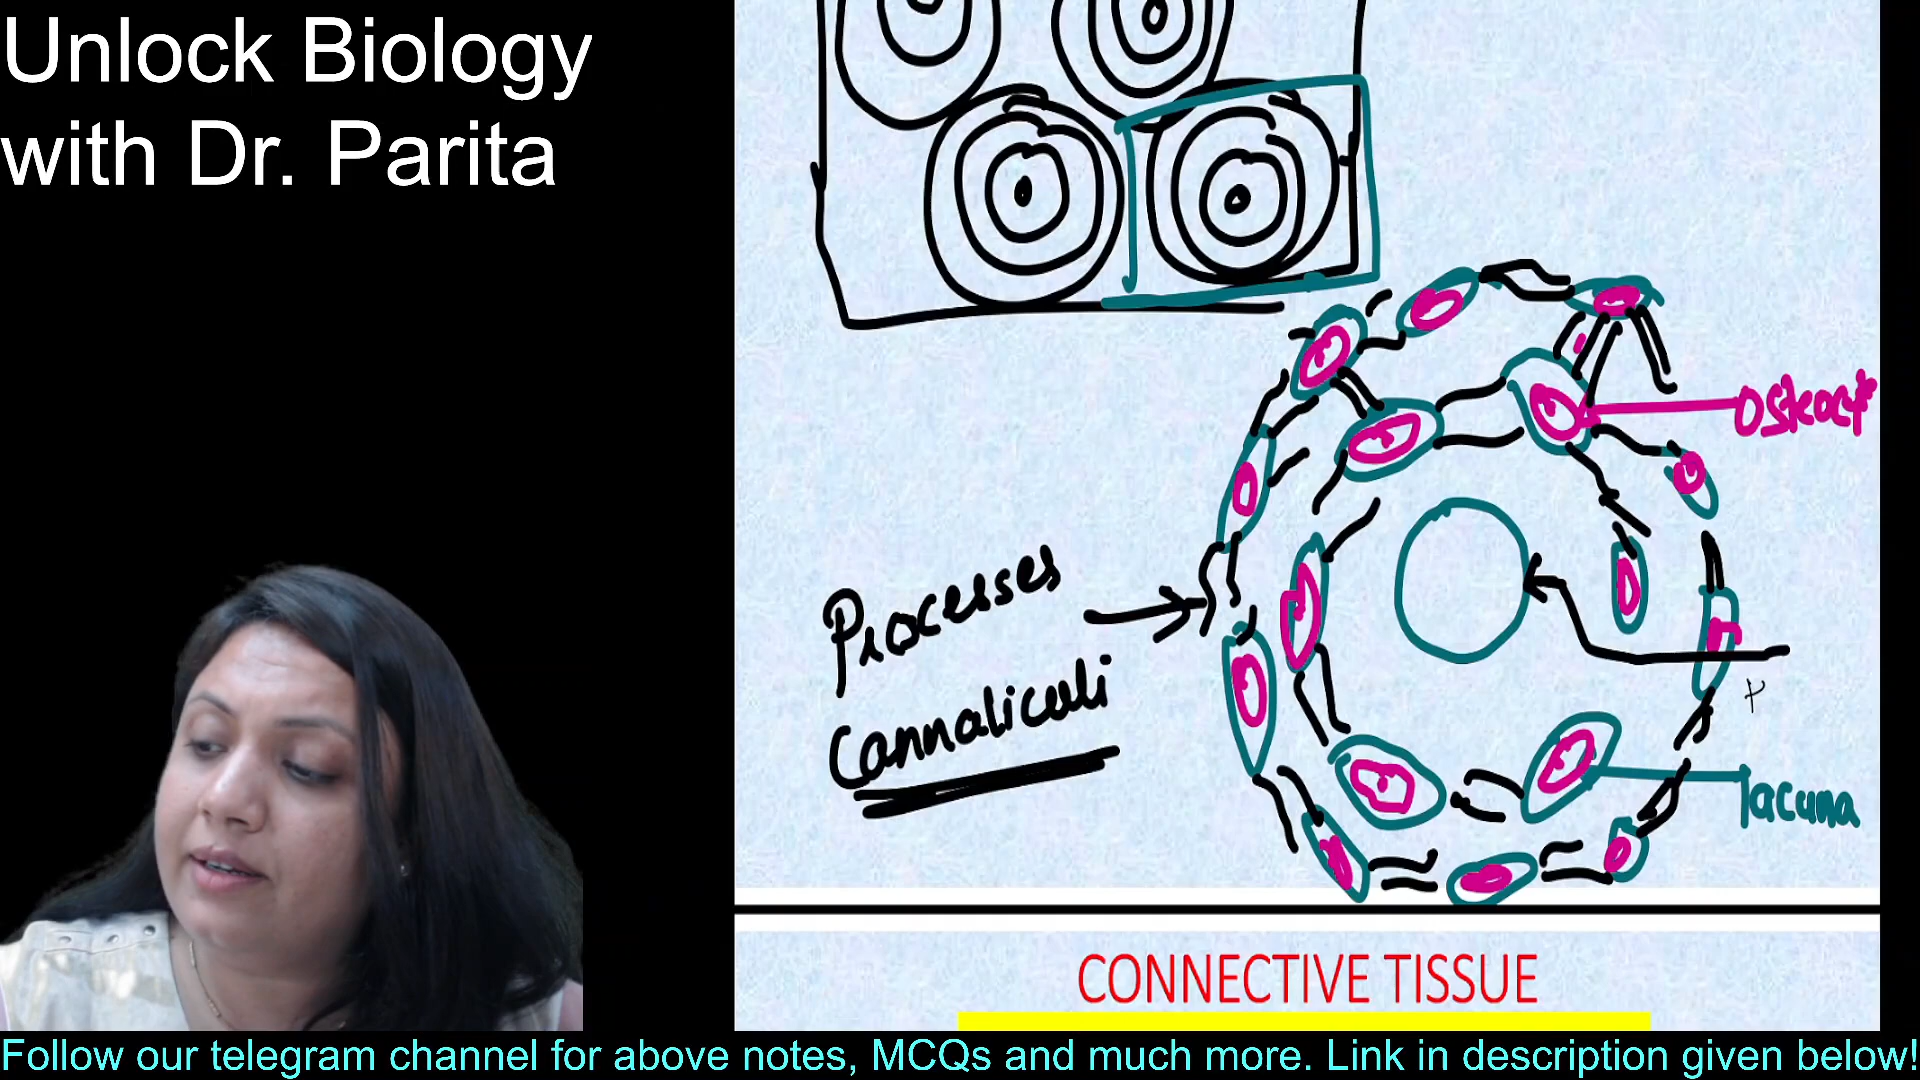 Unlock Biology
with Dr. Parita
Processes
Cannaliculi
lacuna
CONNECTIVE TISSUE
Follow our telegram channel for above notes, MCQs and much more. Link in description given below!